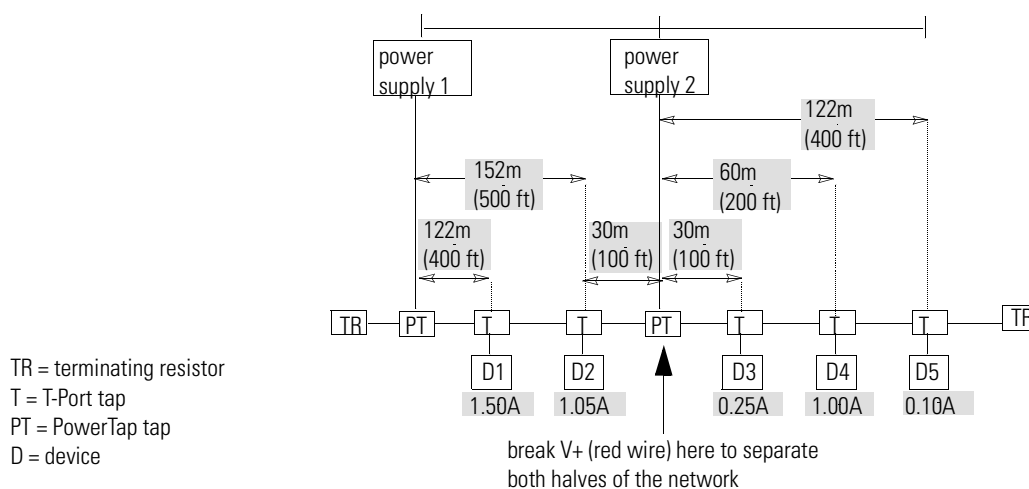 power
supply 1
power
supply 2
122m
(400 ft)
152m
(500 ft)
60m
(200 ft)
122m
(400 ft)
30m
(100 ft)
30m
(100 ft)
TR
PT
T
T
PT
T
T
T
TR
D1
D2
D3
D4
D5
1.50A
1.05A
0.25A
1.00A
0.10A
TR = terminating resistor
T = T-Port tap
PT = PowerTap tap
D = device
break V+ (red wire) here to separate
both halves of the network